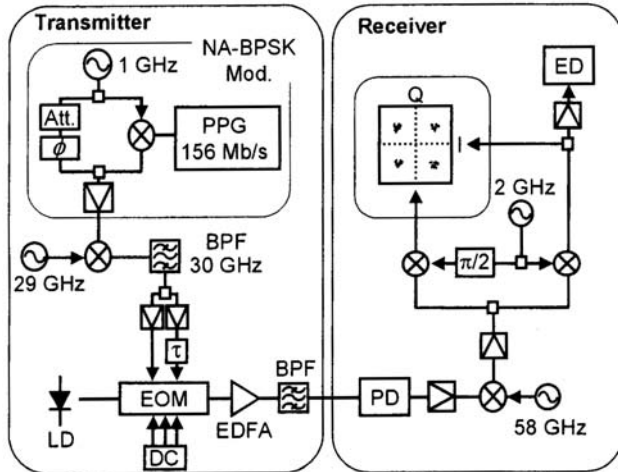 Transmitter
NA-BPSK
Mod.
1 GHz
Att.
ϕ
PPG
156 Mb/s
29 GHz
BPF
30 GHz
τ
LD
EOM
DC
EDFA
BPF
Receiver
ED
Q
I
2 GHz
π/2
PD
58 GHz